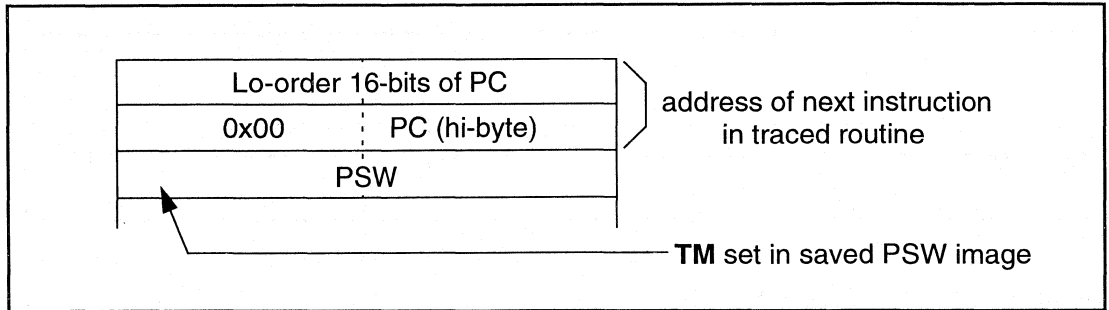 Lo-order 16-bits of PC
0x00 PC (hi-byte)
address of next instruction
in traced routine
PSW
TM set in saved PSW image